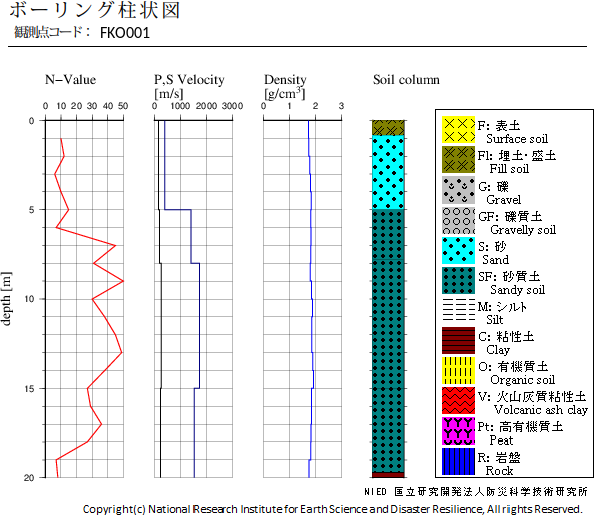 ボーリング柱状図
観測点コード： FKO001
N−Value
0 10 20 30 40 50
P,S Velocity
[m/s]
0 1000 2000 3000
Density
[g/cm³]
0 1 2 3
Soil column
depth [m]
0
5
10
15
20
F: 表土
Surface soil
Fl: 埋土・盛土
Fill soil
G: 礫
Gravel
GF: 礫質土
Gravelly soil
S: 砂
Sand
SF: 砂質土
Sandy soil
M: シルト
Silt
C: 粘性土
Clay
O: 有機質土
Organic soil
V: 火山灰質粘性土
Volcanic ash clay
Pt: 高有機質土
Peat
R: 岩盤
Rock
NIED 国立研究開発法人防災科学技術研究所
Copyright(c) National Research Institute for Earth Science and Disaster Resilience, All rights Reserved.